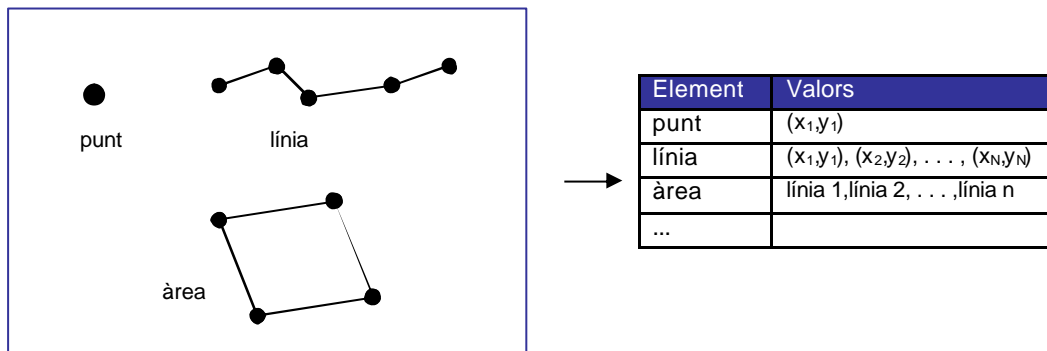 punt
línia
àrea
Element Valors
punt (x1,y1)
línia (x1,y1), (x2,y2), . . . , (xN,yN)
àrea línia 1,línia 2, . . . ,línia n
...